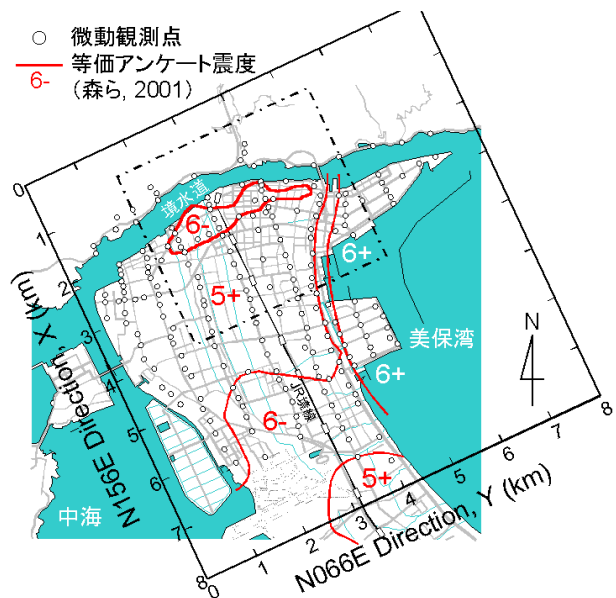 ○ 微動観測点
等価アンケート震度
6-
(森ら, 2001)
0
1
2
3
4
5
6
7
8
N156E Direction, X (km)
境水道
6-
5+
6+
美保湾
N
6+
JR境線
6-
5+
中海
0
1
2
3
4
5
6
7
8
N066E Direction, Y (km)